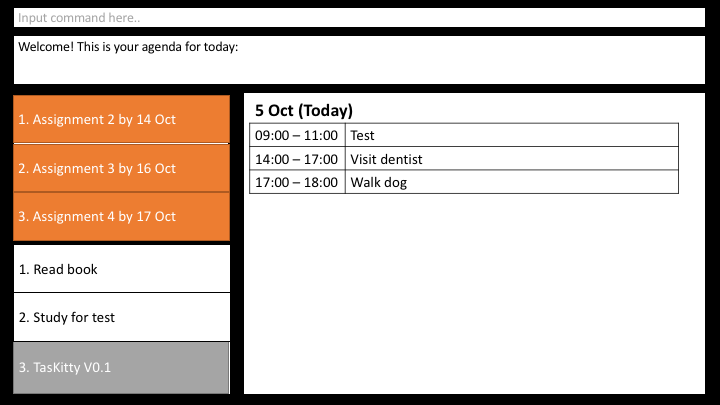 Input command here..
Welcome! This is your agenda for today:
1. Assignment 2 by 14 Oct
2. Assignment 3 by 16 Oct
3. Assignment 4 by 17 Oct
1. Read book
2. Study for test
3. TasKitty V0.1
5 Oct (Today)
09:00 – 11:00 Test
14:00 – 17:00 Visit dentist
17:00 – 18:00 Walk dog